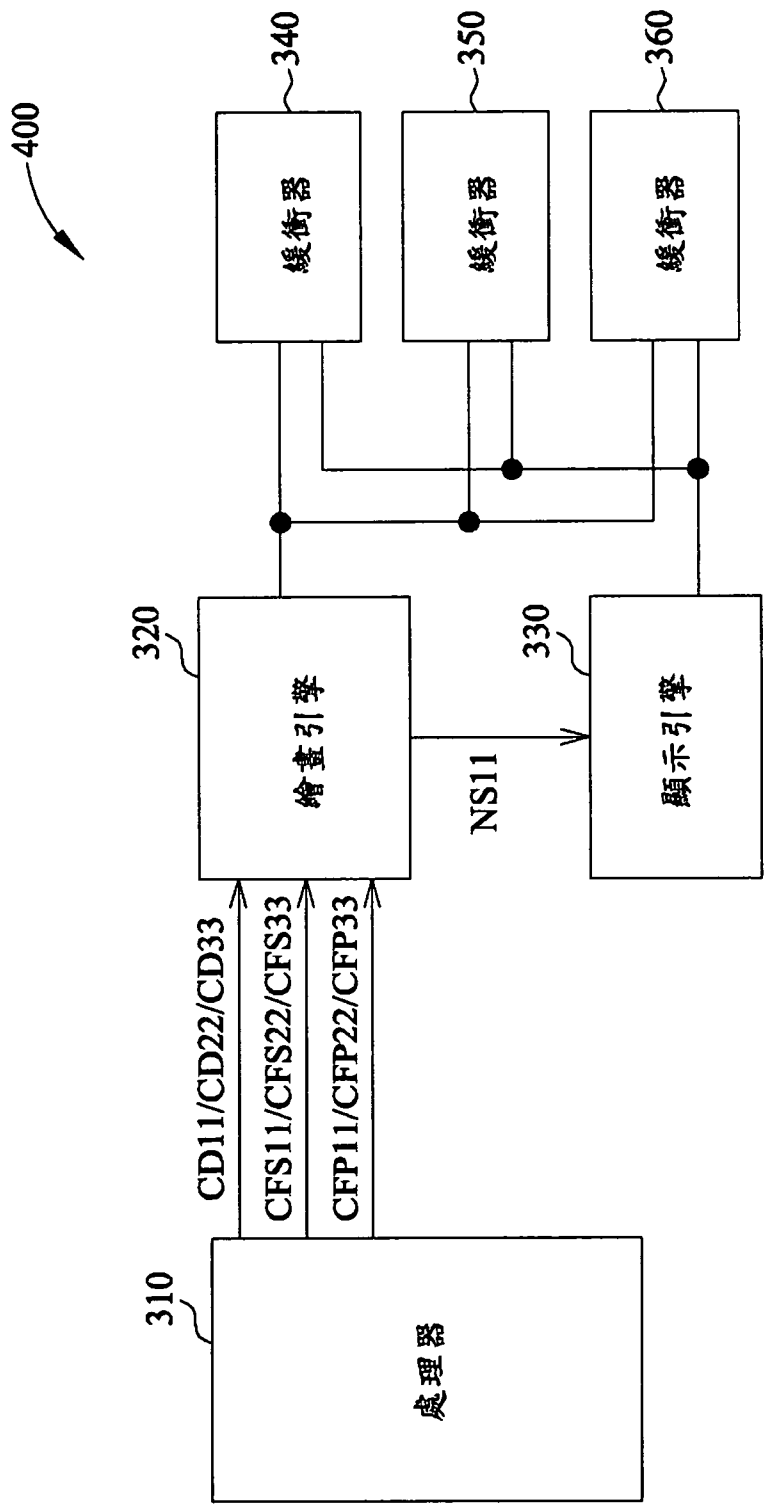 400
310
處理器
CD11/CD22/CD33
CFS11/CFS22/CFS33
CFP11/CFP22/CFP33
320
繪畫引擎
NS11
330
顯示引擎
340
緩衝器
350
緩衝器
360
緩衝器